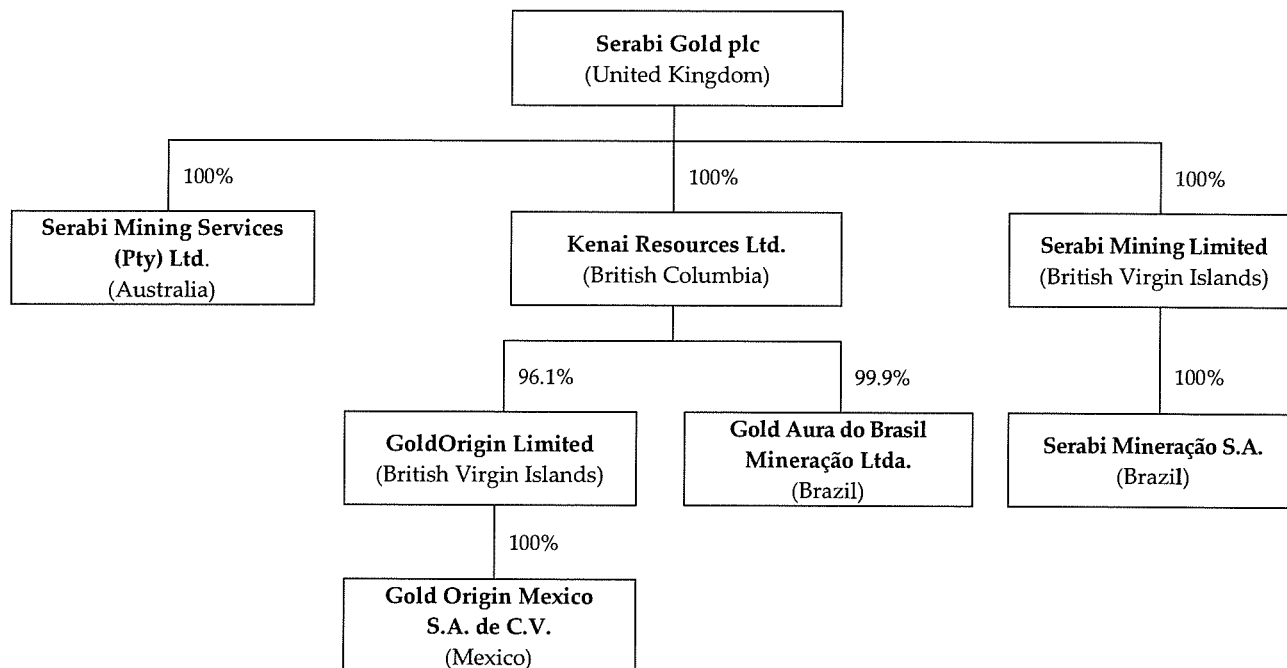 Serabi Gold plc
(United Kingdom)
100%
100%
100%
Serabi Mining Services
(Pty) Ltd.
(Australia)
Kenai Resources Ltd.
(British Columbia)
Serabi Mining Limited
(British Virgin Islands)
96.1%
99.9%
100%
GoldOrigin Limited
(British Virgin Islands)
Gold Aura do Brasil
Mineração Ltda.
(Brazil)
Serabi Mineração S.A.
(Brazil)
100%
Gold Origin Mexico
S.A. de C.V.
(Mexico)